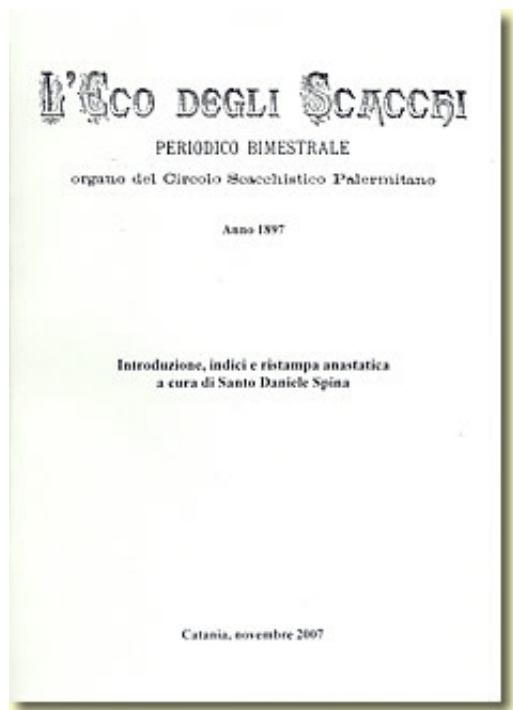 L'Eco degli Scacchi
PERIODICO BIMESTRALE
organo del Circolo Scacchistico Palermitano
Anno 1897
Introduzione, indici e ristampa anastatica
a cura di Santo Daniele Spina
Catania, novembre 2007